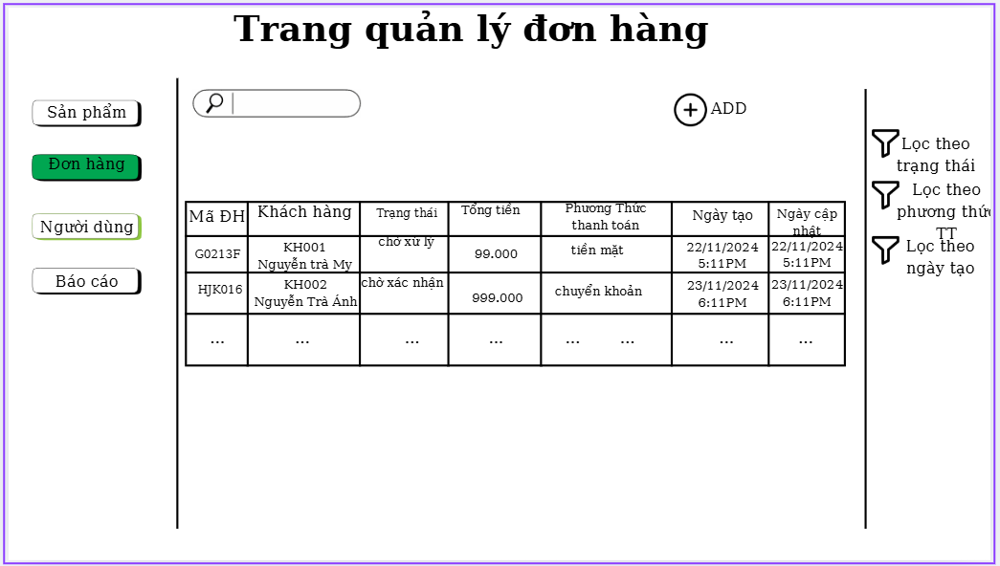 Trang quản lý đơn hàng
Sản phẩm
Đơn hàng
Người dùng
Báo cáo
ADD
Mã ĐH
Khách hàng
Trạng thái
Tổng tiền
Phương Thức
thanh toán
Ngày tạo
Ngày cập
nhật
G0213F
KH001
Nguyễn trà My
chờ xử lý
99.000
tiền mặt
22/11/2024
5:11PM
22/11/2024
5:11PM
HJK016
KH002
Nguyễn Trà Ánh
chờ xác nhận
999.000
chuyển khoản
23/11/2024
6:11PM
23/11/2024
6:11PM
...
...
...
...
... ...
...
...
Lọc theo
trạng thái
Lọc theo
phương thức
TT
Lọc theo
ngày tạo